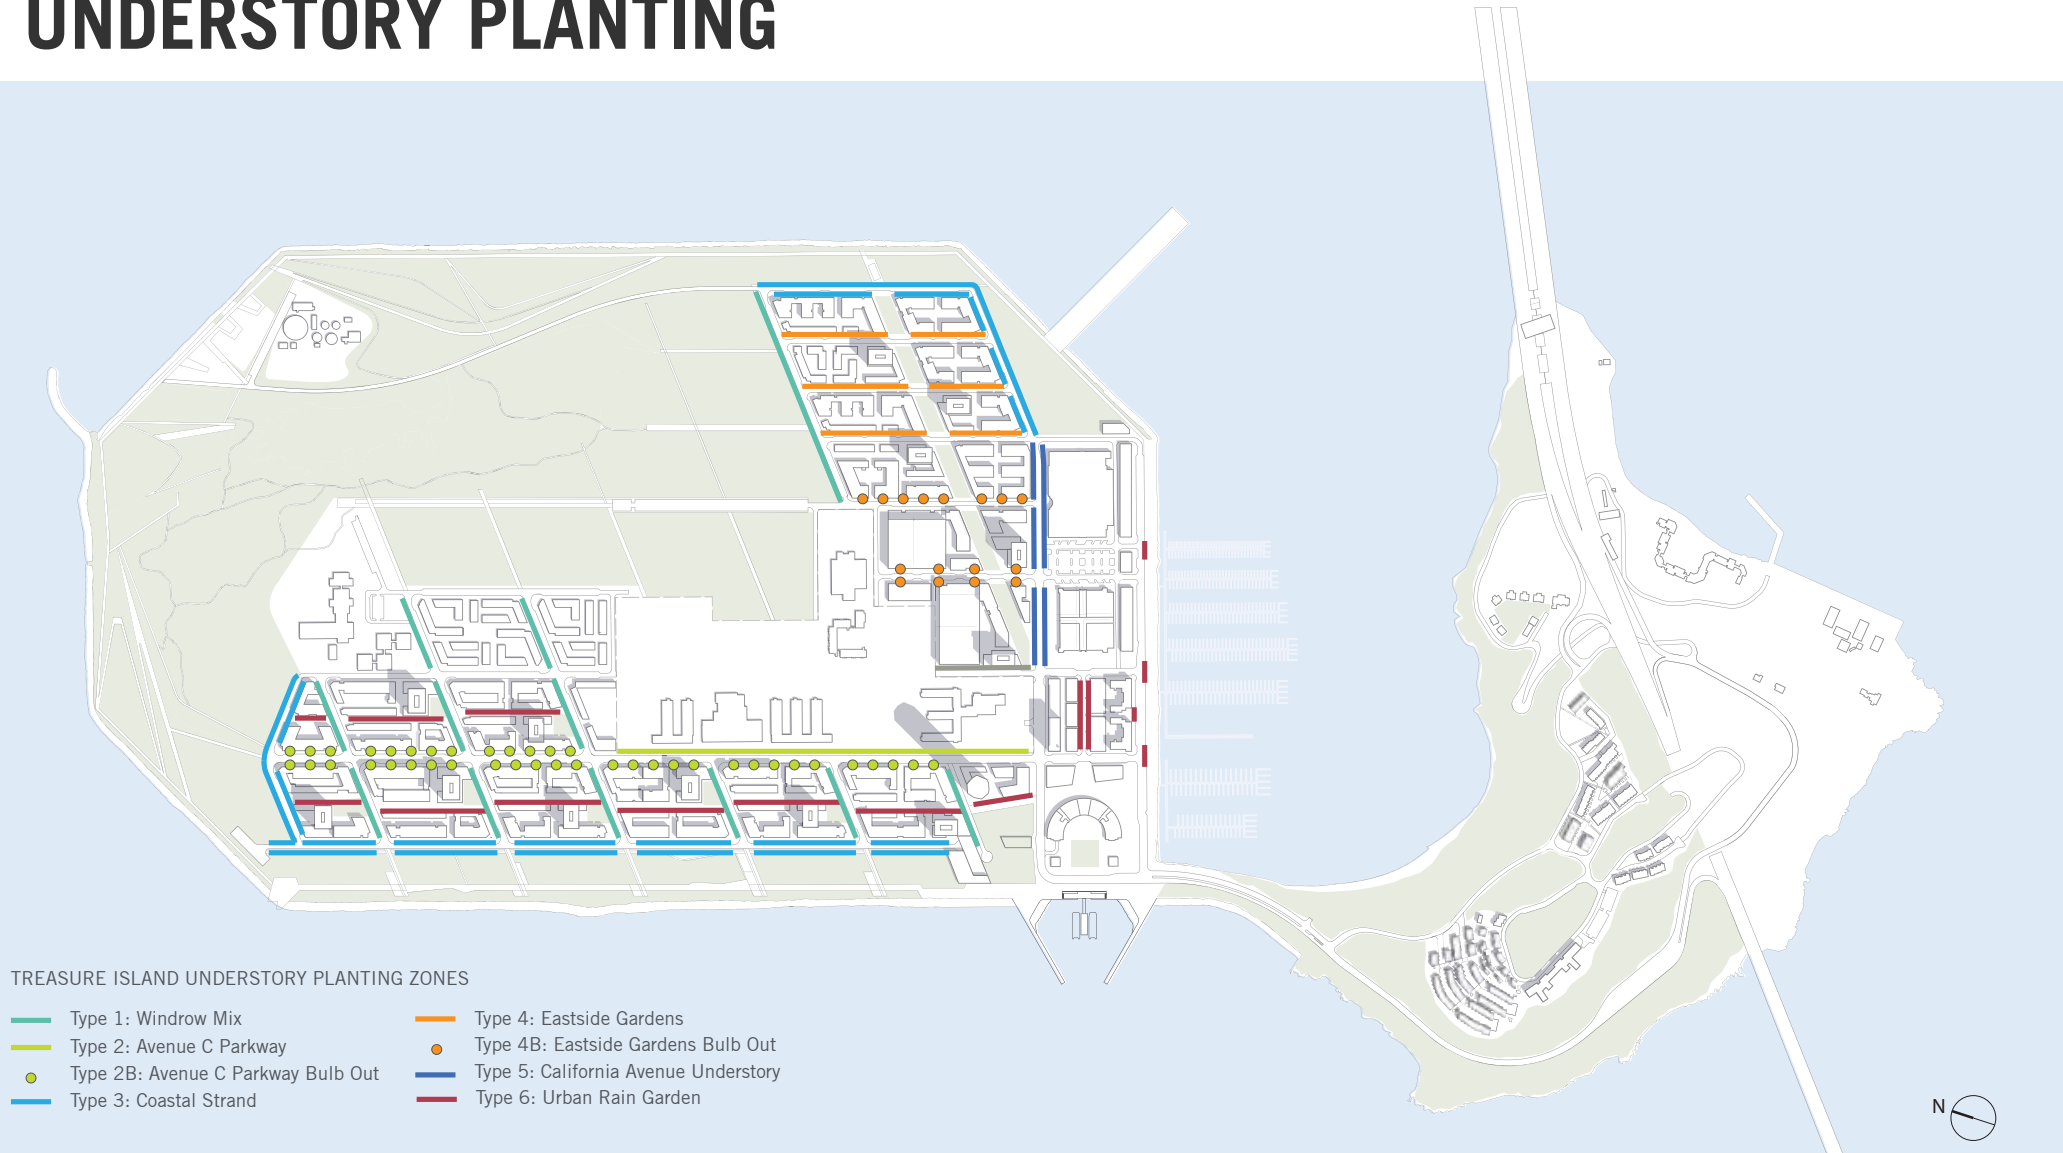 UNDERSTORY PLANTING
TREASURE ISLAND UNDERSTORY PLANTING ZONES
Type 1: Windrow Mix
Type 2: Avenue C Parkway
Type 2B: Avenue C Parkway Bulb Out
Type 3: Coastal Strand
Type 4: Eastside Gardens
Type 4B: Eastside Gardens Bulb Out
Type 5: California Avenue Understory
Type 6: Urban Rain Garden
N